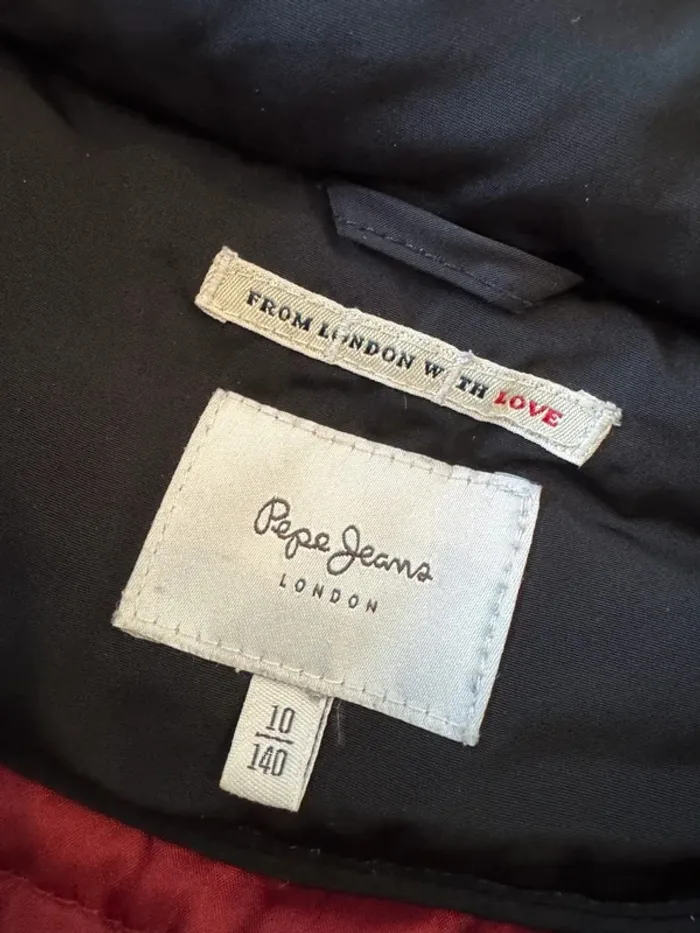 FROM LONDON WITH LOVE
Pepe Jeans
LONDON
10
140